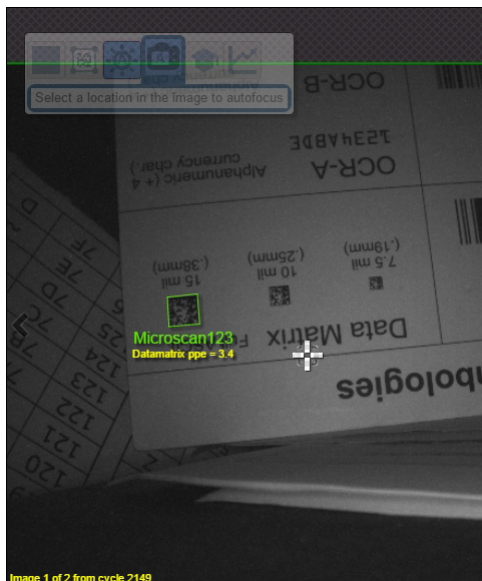 Select a location in the image to autofocus
OCR-B
1234ABDE
OCR-A
Alphanumeric (+ 4
currency char.)
7.5 mil
(.19mm)
10 mil
(.25mm)
15 mil
(.38mm)
Data Matrix
Microscan123
Datamatrix ppe = 3.4
bologies
D
7F
7E
7D
7C
125
124
123
122
121
120
Image 1 of 2 from cycle 2149